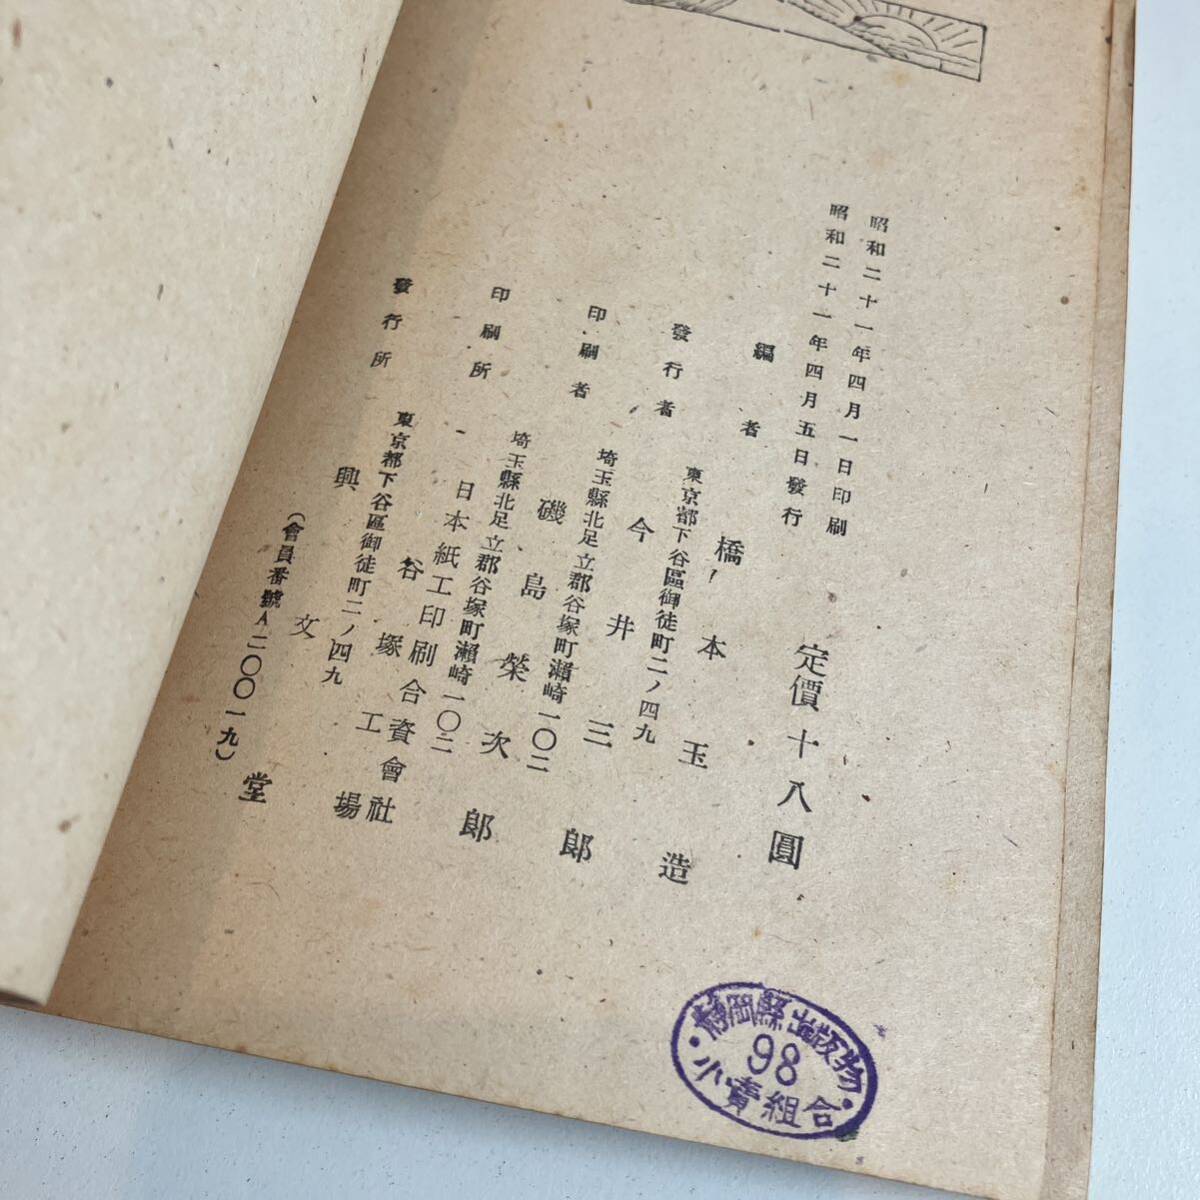 昭和二十一年四月一日印刷
昭和二十一年四月五日發行
定價十八圓
編者
橋本玉造
東京都下谷區御徒町二ノ四九
發行者
今井三郎
埼玉縣北足立郡谷塚町瀨崎一〇二
印刷者
磯島榮次郎
埼玉縣北足立郡谷塚町瀨崎一〇二
印刷所
日本紙工印刷合資會社
谷塚工場
東京都下谷區御徒町二ノ四九
發行所
興文堂
(會員番號A二〇〇一九)
靜岡縣出版物
98
小賣組合